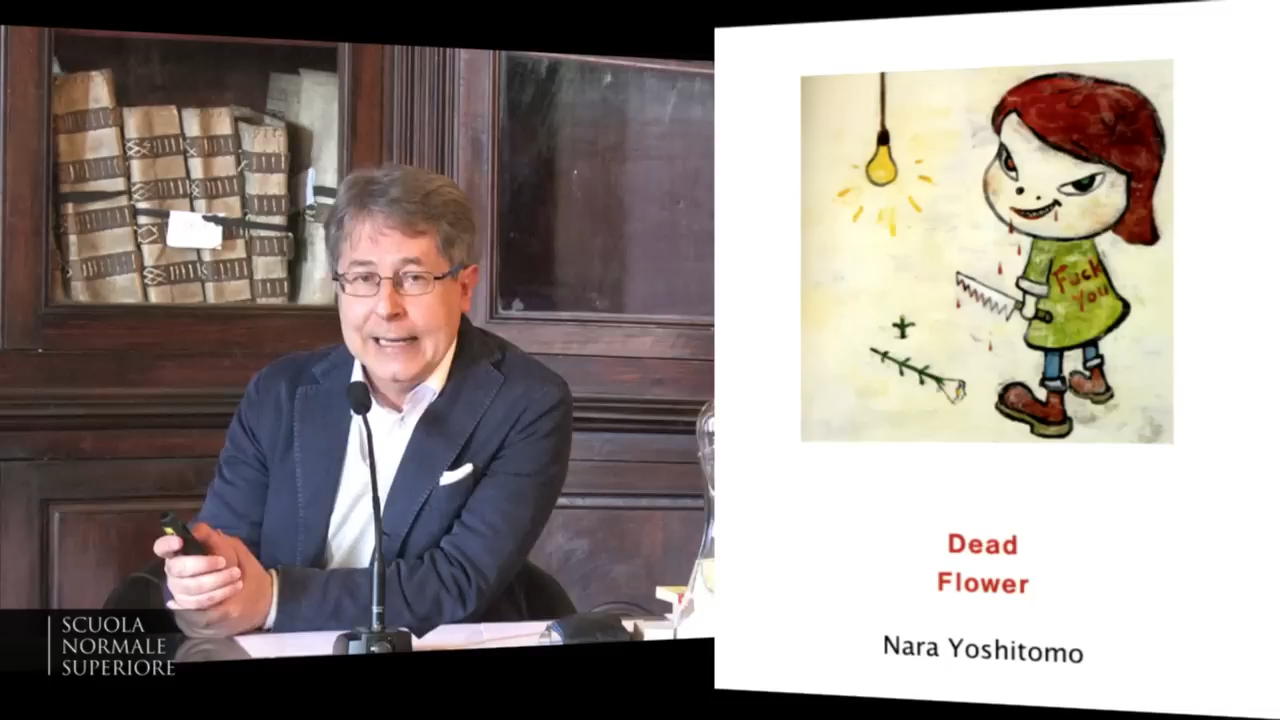 SCUOLA
NORMALE
SUPERIORE
Fuck
You
Dead
Flower
Nara Yoshitomo